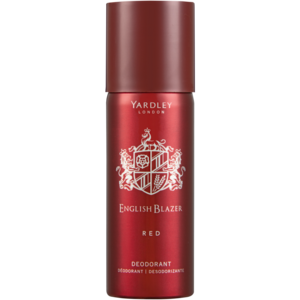 YARDLEY
LONDON
ENGLISH BLAZER
RED
DEODORANT
DÉODORANT | DESODORIZANTE